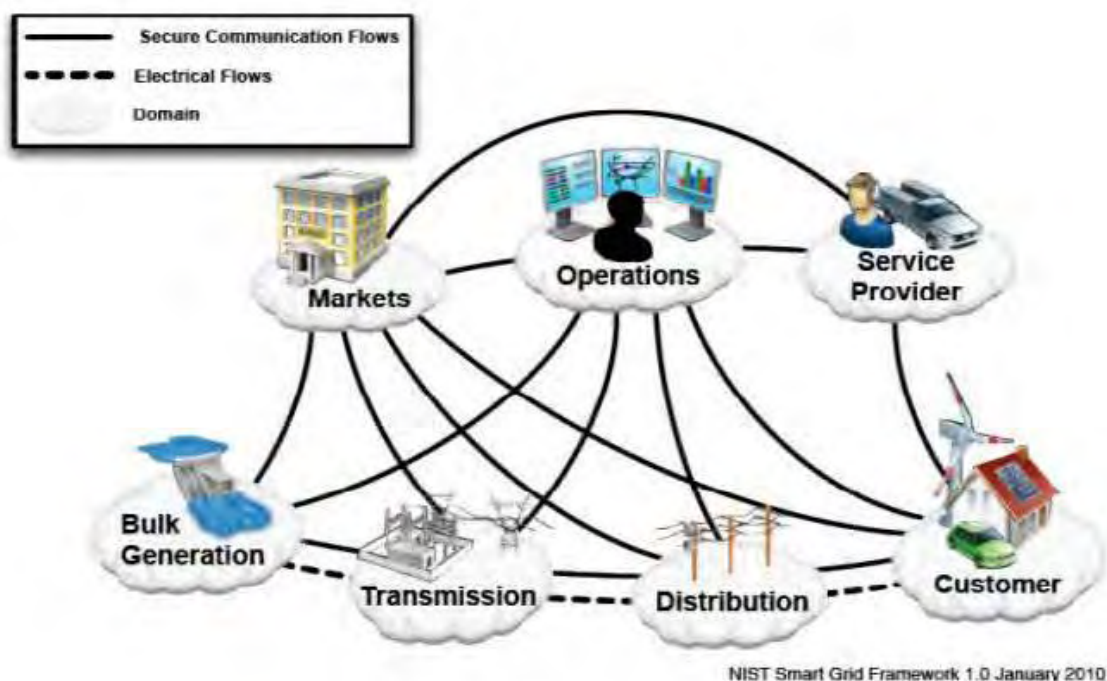 Secure Communication Flows
Electrical Flows
Domain
Markets
Operations
Service
Provider
Bulk
Generation
Transmission
Distribution
Customer
NIST Smart Grid Framework 1.0 January 2010